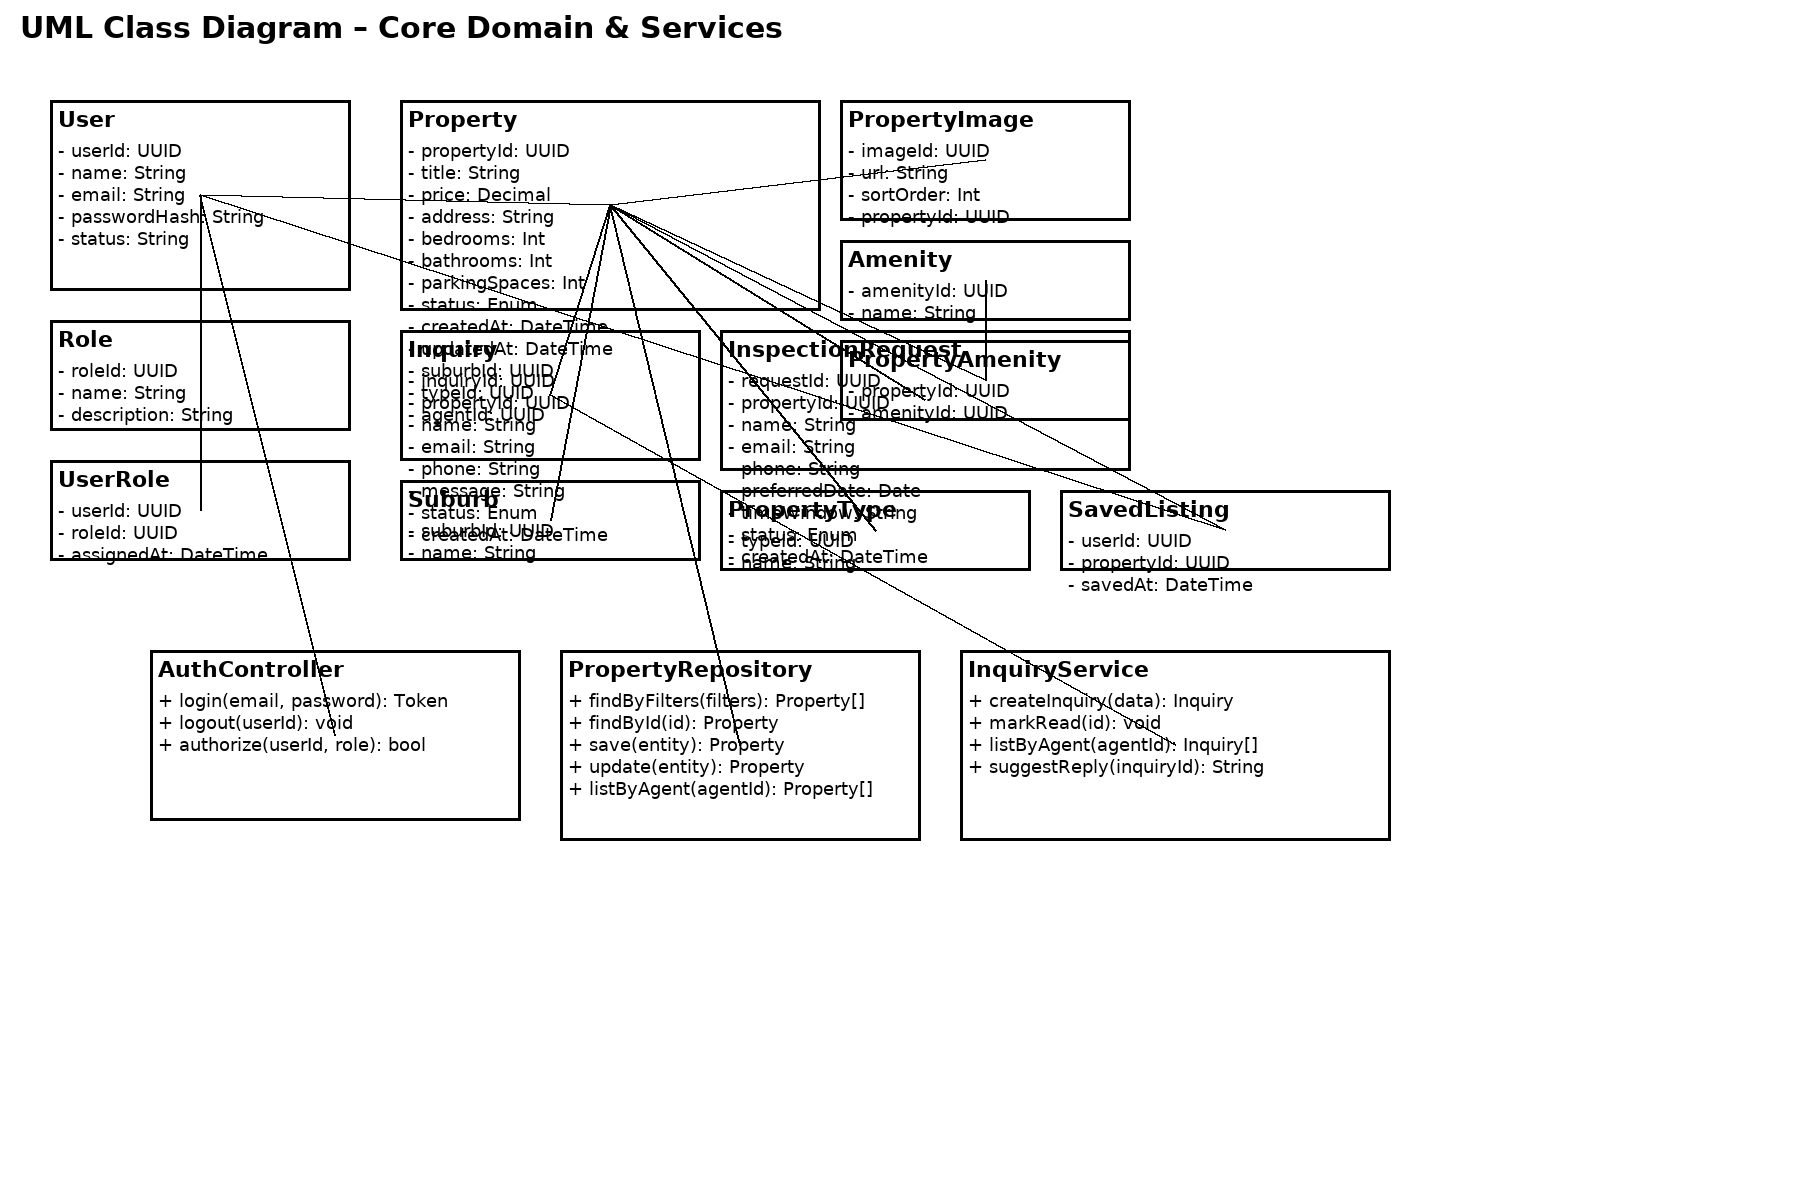 UML Class Diagram – Core Domain & Services
User
- userId: UUID
- name: String
- email: String
- passwordHash: String
- status: String
Property
- propertyId: UUID
- title: String
- price: Decimal
- address: String
- bedrooms: Int
- bathrooms: Int
- parkingSpaces: Int
- status: Enum
- createdAt: DateTime
- updatedAt: DateTime
- suburbId: UUID
- typeId: UUID
- agentId: UUID
PropertyImage
- imageId: UUID
- url: String
- sortOrder: Int
- propertyId: UUID
Amenity
- amenityId: UUID
- name: String
Role
- roleId: UUID
- name: String
- description: String
Inquiry
- inquiryId: UUID
- propertyId: UUID
- name: String
- email: String
- phone: String
- message: String
- status: Enum
- createdAt: DateTime
InspectionRequest
- requestId: UUID
- propertyId: UUID
- name: String
- email: String
- phone: String
- preferredDate: Date
- timeWindow: String
- status: Enum
- createdAt: DateTime
PropertyAmenity
- propertyId: UUID
- amenityId: UUID
UserRole
- userId: UUID
- roleId: UUID
- assignedAt: DateTime
Suburb
- suburbId: UUID
- name: String
PropertyType
- typeId: UUID
- name: String
SavedListing
- userId: UUID
- propertyId: UUID
- savedAt: DateTime
AuthController
+ login(email, password): Token
+ logout(userId): void
+ authorize(userId, role): bool
PropertyRepository
+ findByFilters(filters): Property[]
+ findById(id): Property
+ save(entity): Property
+ update(entity): Property
+ listByAgent(agentId): Property[]
InquiryService
+ createInquiry(data): Inquiry
+ markRead(id): void
+ listByAgent(agentId): Inquiry[]
+ suggestReply(inquiryId): String